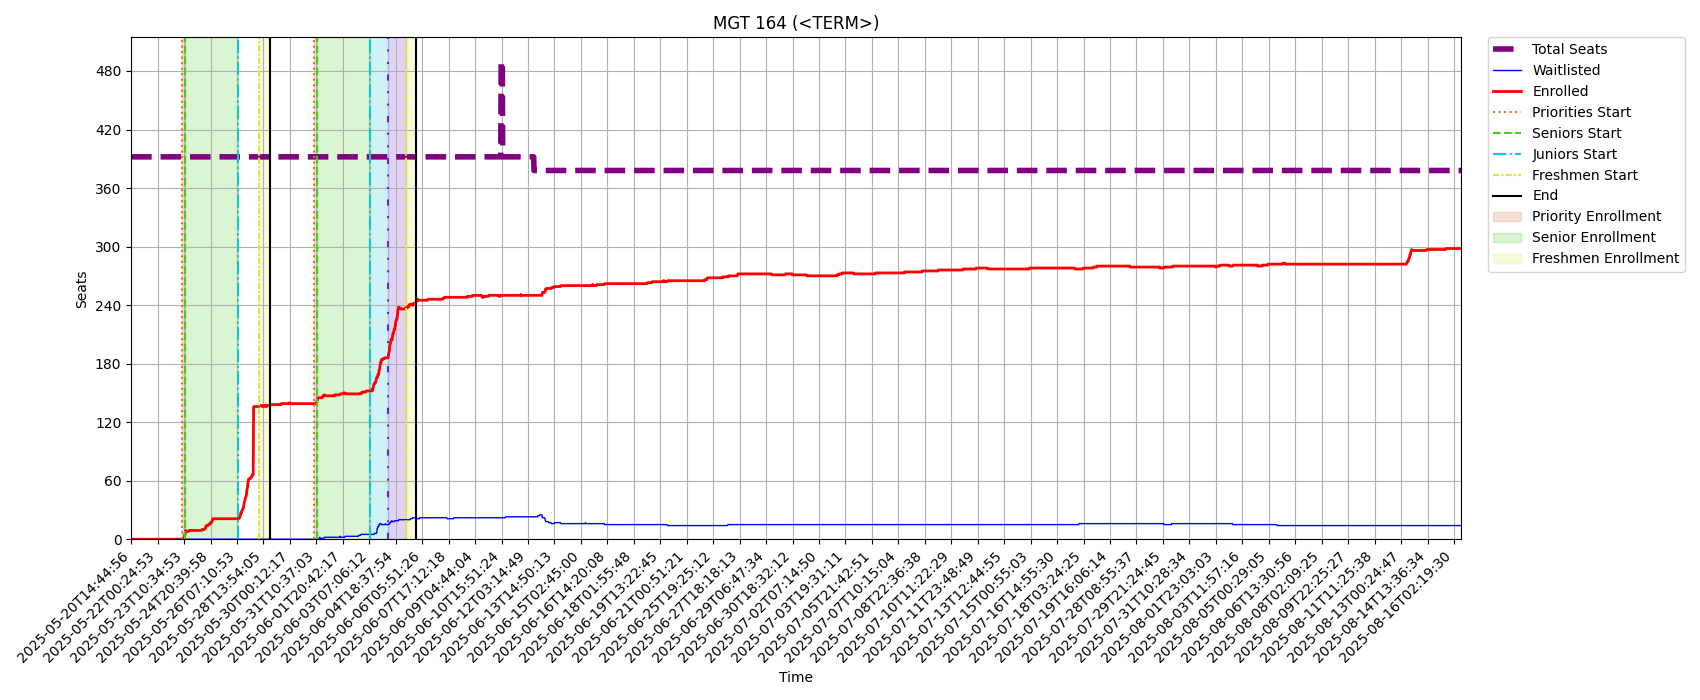 MGT 164 (<TERM>)
Seats
480
420
360
300
240
180
120
60
0
2025-05-20T14:44:56
2025-05-22T00:24:53
2025-05-23T10:34:53
2025-05-24T20:39:58
2025-05-26T07:10:53
2025-05-28T13:54:05
2025-05-30T00:12:17
2025-05-31T10:37:03
2025-06-01T20:42:17
2025-06-03T07:06:12
2025-06-04T18:37:54
2025-06-06T05:51:26
2025-06-07T17:12:18
2025-06-09T04:44:04
2025-06-10T15:51:24
2025-06-12T03:14:49
2025-06-13T14:50:13
2025-06-15T02:45:00
2025-06-16T14:20:08
2025-06-18T01:55:48
2025-06-19T13:22:45
2025-06-21T00:51:21
2025-06-25T19:25:12
2025-06-27T18:18:13
2025-06-29T06:47:34
2025-06-30T18:32:12
2025-07-02T07:14:50
2025-07-03T19:31:11
2025-07-05T21:42:51
2025-07-07T10:15:04
2025-07-08T22:36:38
2025-07-10T11:22:29
2025-07-11T23:48:49
2025-07-13T12:44:55
2025-07-15T00:55:03
2025-07-16T14:55:30
2025-07-18T03:24:25
2025-07-19T16:06:14
2025-07-28T08:55:37
2025-07-29T21:24:45
2025-07-31T10:28:34
2025-08-01T23:03:03
2025-08-03T11:57:16
2025-08-05T00:29:05
2025-08-06T13:30:56
2025-08-08T02:09:25
2025-08-09T22:25:27
2025-08-11T11:25:38
2025-08-13T00:24:47
2025-08-14T13:36:34
2025-08-16T02:19:30
Time
Total Seats
Waitlisted
Enrolled
Priorities Start
Seniors Start
Juniors Start
Freshmen Start
End
Priority Enrollment
Senior Enrollment
Freshmen Enrollment